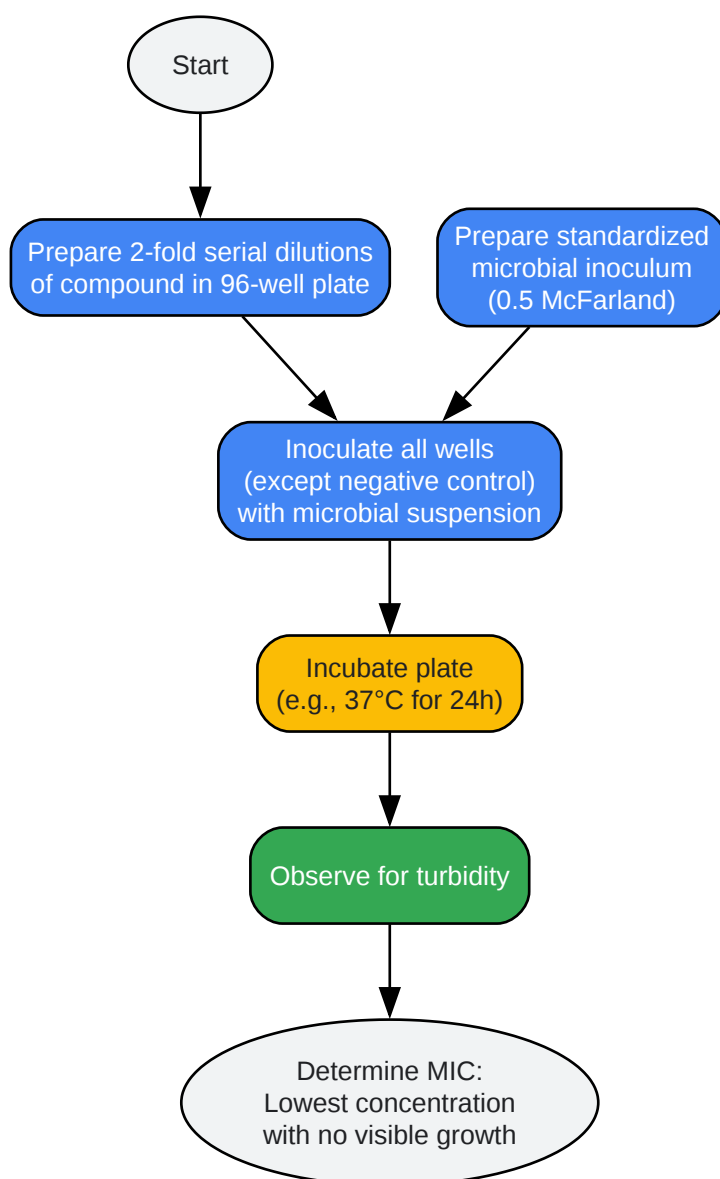 Start
Prepare 2-fold serial dilutions
of compound in 96-well plate
Prepare standardized
microbial inoculum
(0.5 McFarland)
Inoculate all wells
(except negative control)
with microbial suspension
Incubate plate
(e.g., 37°C for 24h)
Observe for turbidity
Determine MIC:
Lowest concentration
with no visible growth